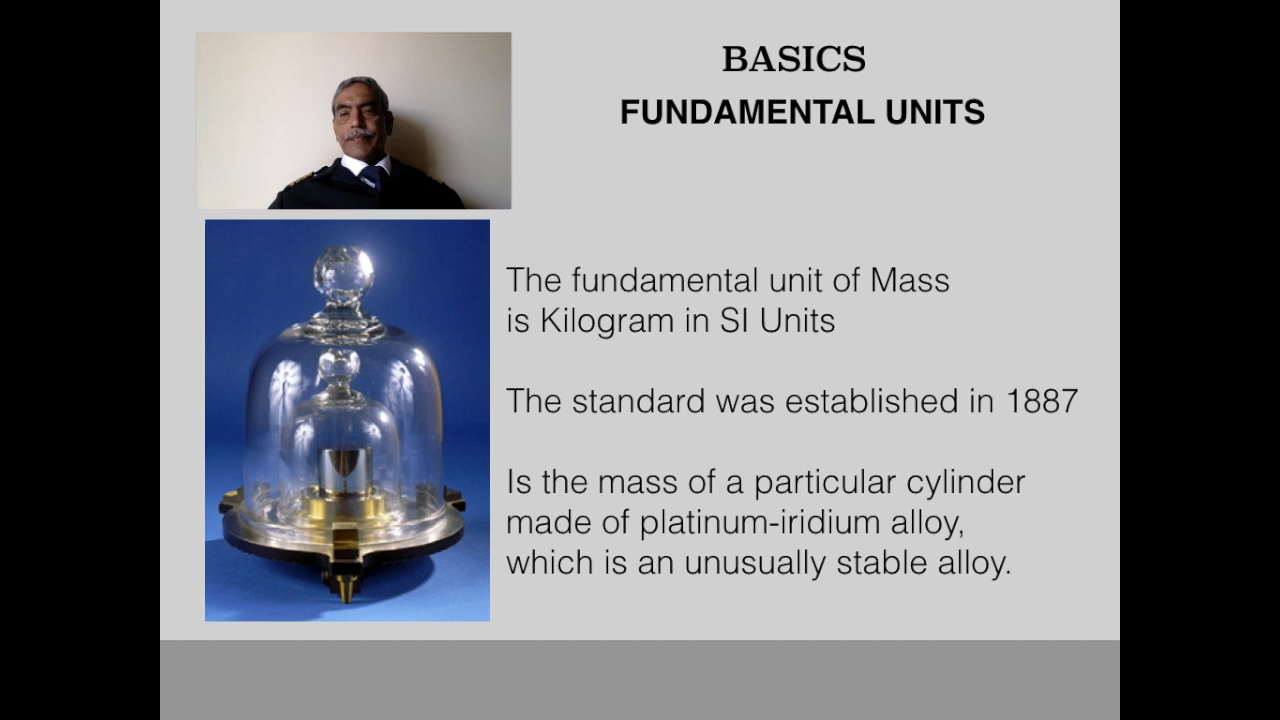 BASICS
FUNDAMENTAL UNITS
The fundamental unit of Mass
is Kilogram in SI Units
The standard was established in 1887
Is the mass of a particular cylinder
made of platinum-iridium alloy,
which is an unusually stable alloy.